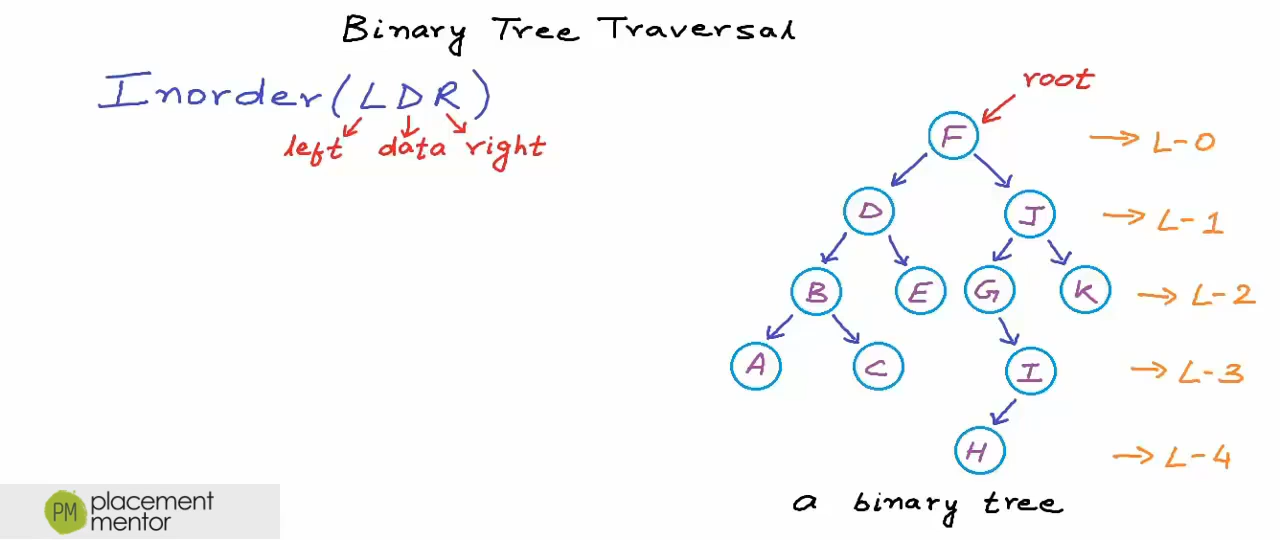 Binary Tree Traversal
Inorder (LDR)
left data right
root
F → L-0
D J → L-1
B E G K → L-2
A C I → L-3
H → L-4
a binary tree
PM placement
mentor